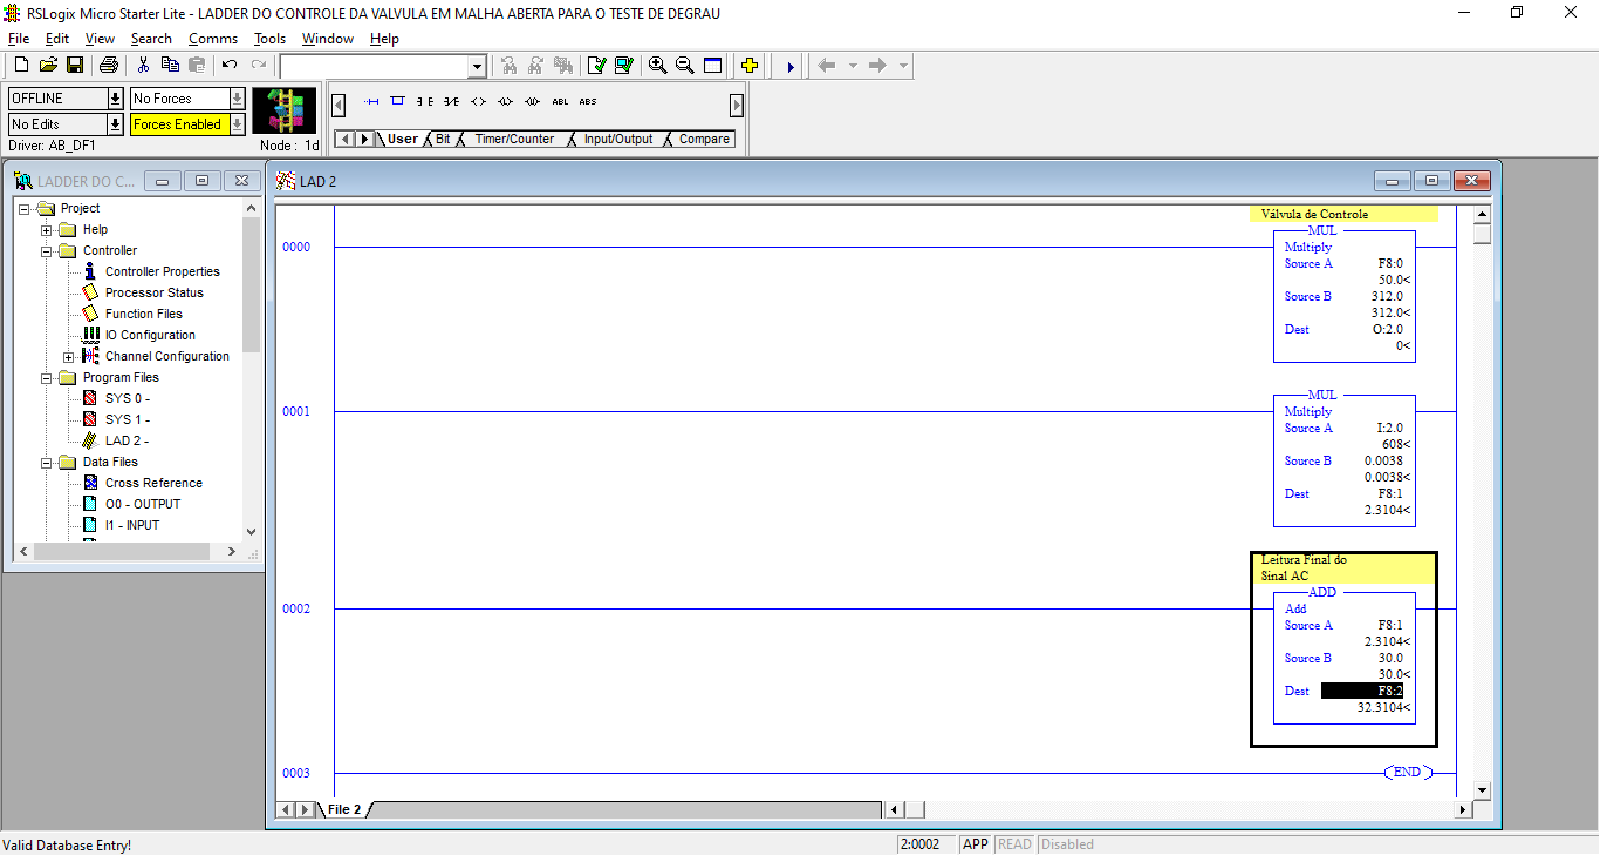 RSLogix Micro Starter Lite - LADDER DO CONTROLE DA VALVULA EM MALHA ABERTA PARA O TESTE DE DEGRAU
File Edit View Search Comms Tools Window Help
OFFLINE No Forces
No Edits Forces Enabled
Driver: AB_DF1 Node : 1d
ABL ABS
User Bit Timer/Counter Input/Output Compare
LADDER DO C...
Project
Help
Controller
Controller Properties
Processor Status
Function Files
IO Configuration
Channel Configuration
Program Files
SYS 0 -
SYS 1 -
LAD 2 -
Data Files
Cross Reference
O0 - OUTPUT
I1 - INPUT
LAD 2
Válvula de Controle
0000
MUL
Multiply
Source A F8:0
50.0<
Source B 312.0
312.0<
Dest O:2.0
0<
0001
MUL
Multiply
Source A I:2.0
608<
Source B 0.0038
0.0038<
Dest F8:1
2.3104<
Leitura Final do
Sinal AC
0002
ADD
Add
Source A F8:1
2.3104<
Source B 30.0
30.0<
Dest F8:2
32.3104<
0003 END
File 2
Valid Database Entry! 2:0002 APP READ Disabled